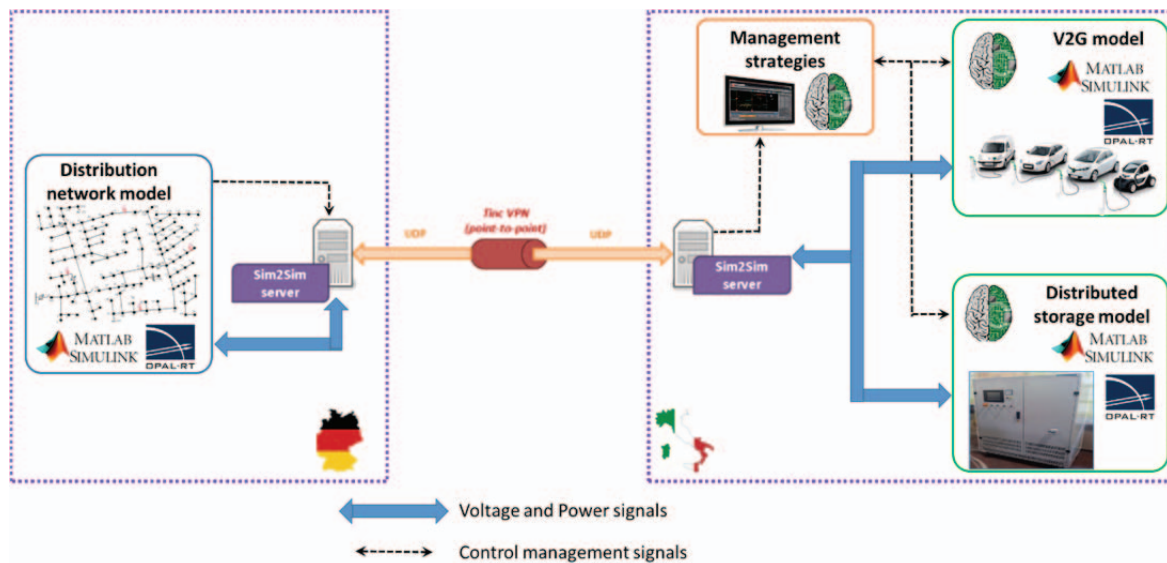 Distribution
network model
MATLAB
SIMULINK
OPAL-RT
Sim2Sim
server
UDP
Tinc VPN
(point-to-point)
UDP
Sim2Sim
server
Management
strategies
V2G model
MATLAB
SIMULINK
OPAL-RT
Distributed
storage model
MATLAB
SIMULINK
OPAL-RT
Voltage and Power signals
Control management signals